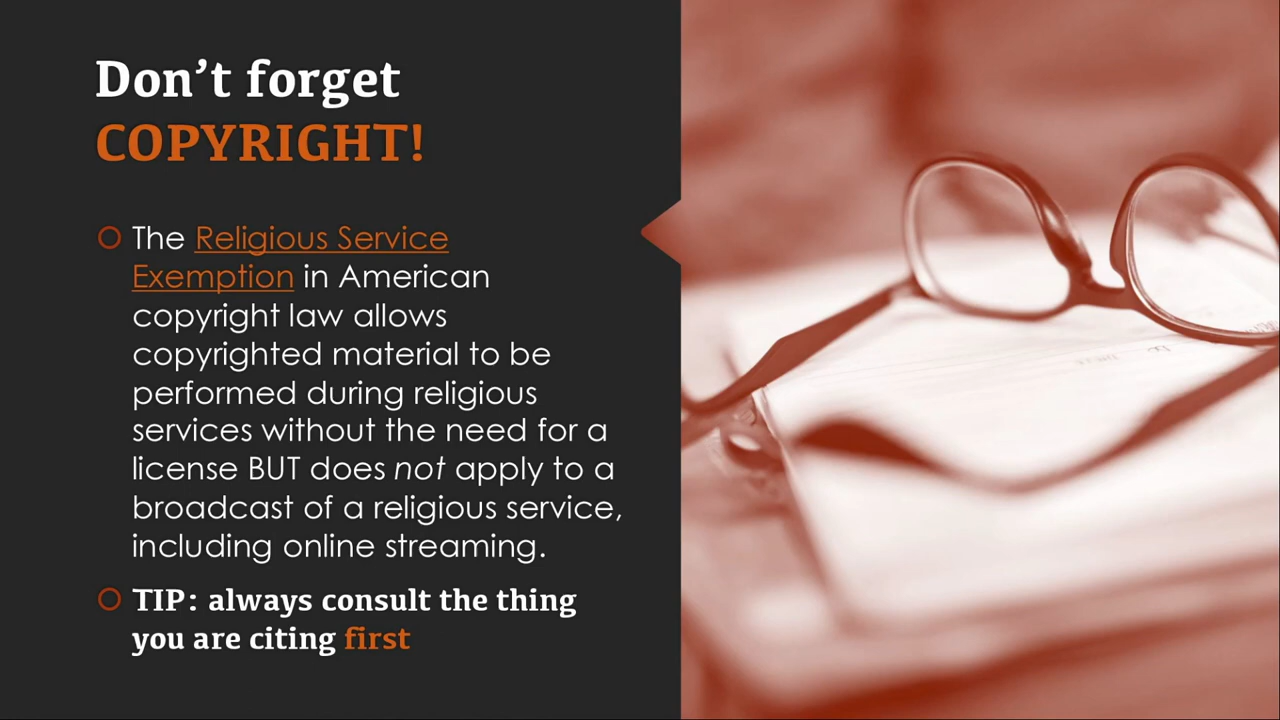 Don’t forget
COPYRIGHT!
The Religious Service
Exemption in American
copyright law allows
copyrighted material to be
performed during religious
services without the need for a
license BUT does not apply to a
broadcast of a religious service,
including online streaming.
TIP: always consult the thing
you are citing first